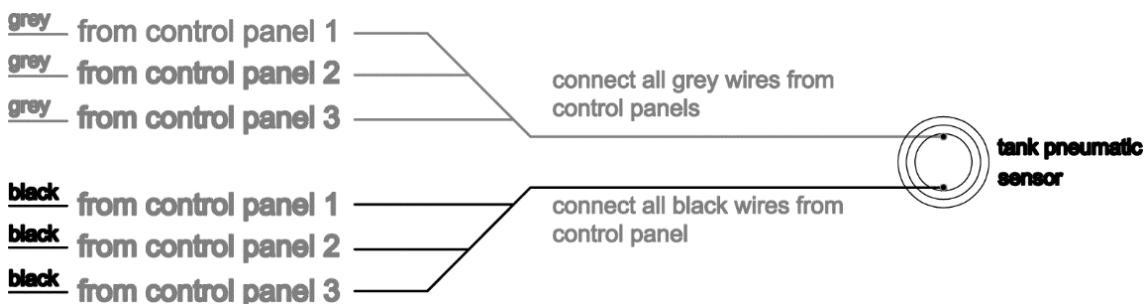 grey from control panel 1
grey from control panel 2
grey from control panel 3
connect all grey wires from
control panels
tank pneumatic
sensor
black from control panel 1
black from control panel 2
black from control panel 3
connect all black wires from
control panel